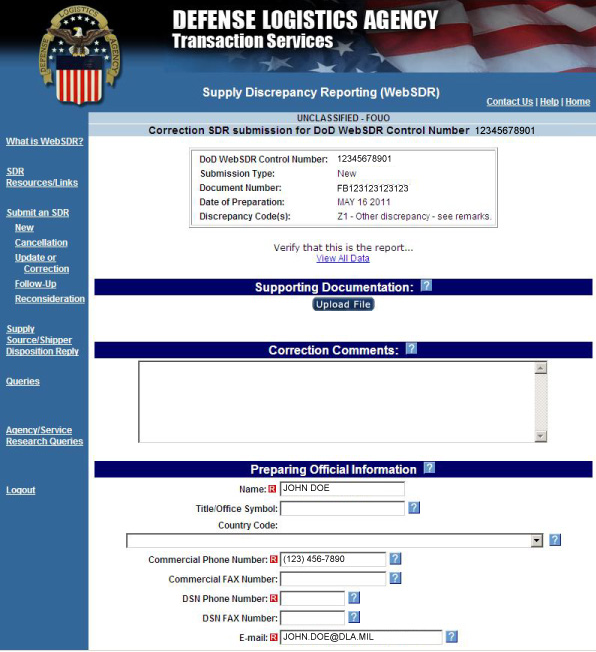 DEFENSE LOGISTICS AGENCY
DEFENSE LOGISTICS AGENCY
Transaction Services
Supply Discrepancy Reporting (WebSDR)
Contact Us | Help | Home
UNCLASSIFIED - FOUO
Correction SDR submission for DoD WebSDR Control Number 12345678901
What is WebSDR?
SDR
Resources/Links
Submit an SDR
New
Cancellation
Update or
Correction
Follow-Up
Reconsideration
Supply
Source/Shipper
Disposition Reply
Queries
Agency/Service
Research Queries
Logout
DoD WebSDR Control Number: 12345678901
Submission Type: New
Document Number: FB123123123123
Date of Preparation: MAY 16 2011
Discrepancy Code(s): Z1 - Other discrepancy - see remarks.
Verify that this is the report...
View All Data
Supporting Documentation: ?
Upload File
Correction Comments: ?
Preparing Official Information ?
Name: R JOHN DOE
Title/Office Symbol: ?
Country Code:
?
Commercial Phone Number: R (123) 456-7890 ?
Commercial FAX Number: ?
DSN Phone Number: R ?
DSN FAX Number: ?
E-mail: R JOHN.DOE@DLA.MIL ?